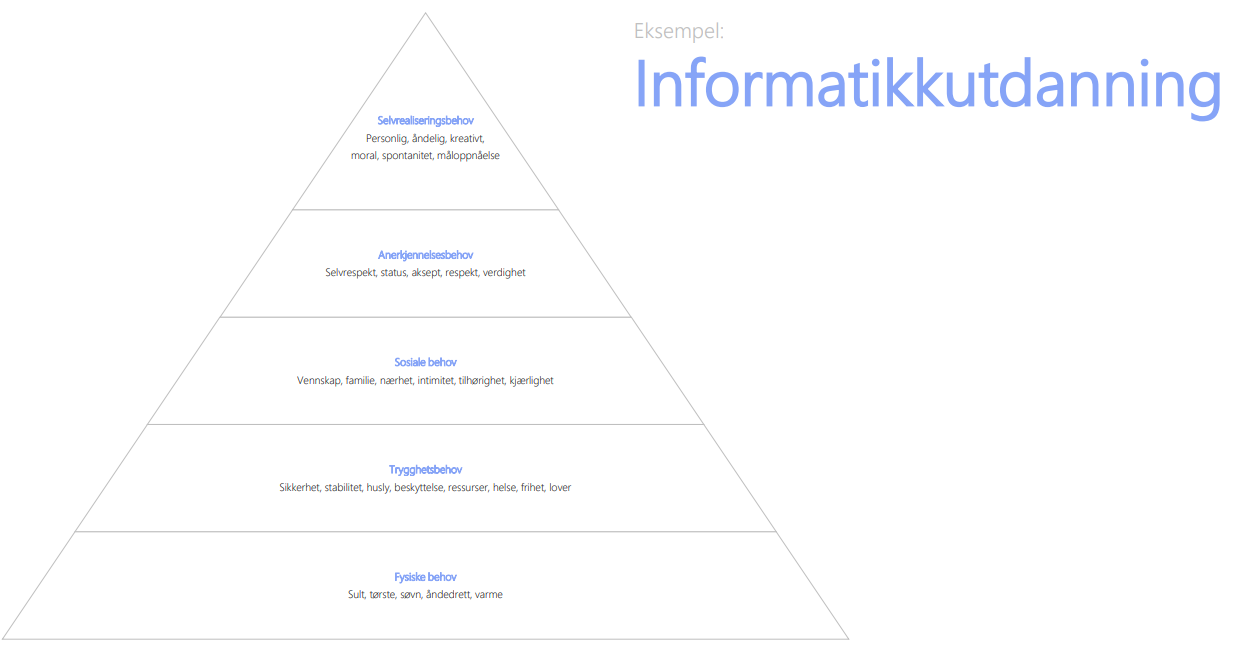 Eksempel:
Informatikkutdanning
Selvrealiseringsbehov
Personlig, åndelig, kreativt,
moral, spontanitet, måloppnåelse
Anerkjennelsesbehov
Selvrespekt, status, aksept, respekt, verdighet
Sosiale behov
Vennskap, familie, nærhet, intimitet, tilhørighet, kjærlighet
Trygghetsbehov
Sikkerhet, stabilitet, husly, beskyttelse, ressurser, helse, frihet, lover
Fysiske behov
Sult, tørste, søvn, åndedrett, varme